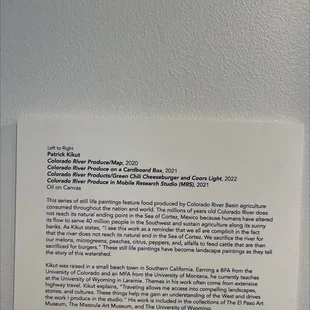 Left to Right
Patrick Kikut
Colorado River Produce/Map, 2020
Colorado River Produce on a Cardboard Box, 2021
Colorado River Products/Green Chili Cheeseburger and Coors Light, 2022
Colorado River Produce in Mobile Research Studio (MRS), 2021
Oil on Canvas
This series of still life paintings feature food produced by Colorado River Basin agriculture
consumed throughout the nation and world. The millions of years old Colorado River does
not reach its natural ending point in the Sea of Cortez, Mexico because humans have altered
its flow to serve 40 million people in the Southwest and sustain agriculture along its sunny
banks. As Kikut states, "I see this work as a reminder that we are complicit in the fact
that the river does not reach its natural end in the Sea of Cortez. We sacrifice the river for
our melons, microgreens, peaches, citrus, peppers, and, alfalfa to feed cattle that are then
sacrificed for burgers." These still life paintings have become landscape paintings as they tell
the story of this watershed.
Kikut was raised in a small beach town in Southern California. Earning a BFA from the
University of Colorado and an MFA from the University of Montana, he currently teaches
at the University of Wyoming in Laramie. Themes in his work often come from extensive
highway travel. Kikut explains, "Traveling allows me access into compelling landscapes,
stories, and cultures. These things help me gain an understanding of the West and drives
the work I produce in the studio." His work is included in the collections of The El Paso Art
Museum, The Missoula Art Museum, and The University of Wyoming.